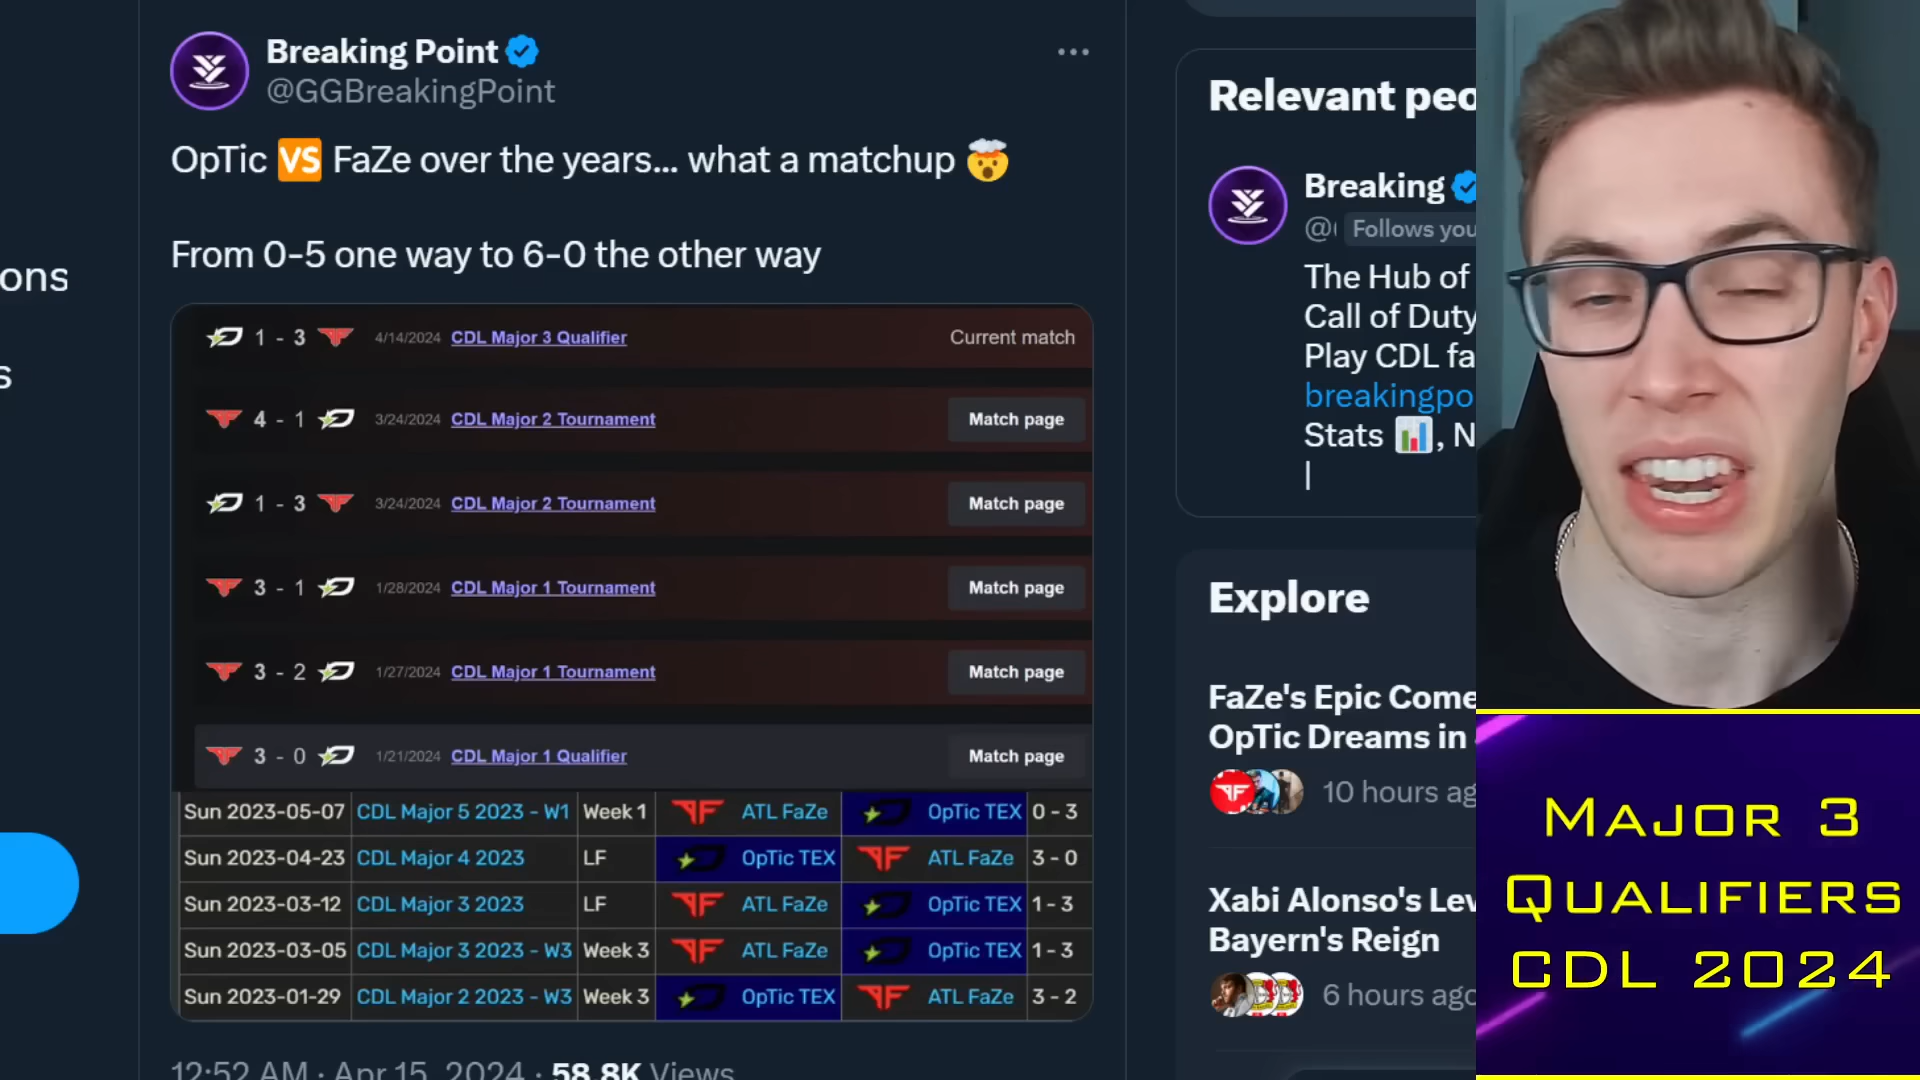 Breaking Point
@GGBreakingPoint
OpTic VS FaZe over the years... what a matchup
From 0-5 one way to 6-0 the other way
1 - 3 4/14/2024 CDL Major 3 Qualifier Current match
4 - 1 3/24/2024 CDL Major 2 Tournament Match page
1 - 3 3/24/2024 CDL Major 2 Tournament Match page
3 - 1 1/28/2024 CDL Major 1 Tournament Match page
3 - 2 1/27/2024 CDL Major 1 Tournament Match page
3 - 0 1/21/2024 CDL Major 1 Qualifier Match page
Sun 2023-05-07 CDL Major 5 2023 - W1 Week 1 ATL FaZe OpTic TEX 0 - 3
Sun 2023-04-23 CDL Major 4 2023 LF OpTic TEX ATL FaZe 3 - 0
Sun 2023-03-12 CDL Major 3 2023 LF ATL FaZe OpTic TEX 1 - 3
Sun 2023-03-05 CDL Major 3 2023 - W3 Week 3 ATL FaZe OpTic TEX 1 - 3
Sun 2023-01-29 CDL Major 2 2023 - W3 Week 3 OpTic TEX ATL FaZe 3 - 2
12:52 AM · Apr 15, 2024 · 58.8K Views
ons
s
Relevant peo
Breaking
@ Follows you
The Hub of
Call of Duty
Play CDL fa
breakingpo
Stats , N
|
Explore
FaZe's Epic Come
OpTic Dreams in
10 hours ag
Xabi Alonso's Lev
Bayern's Reign
6 hours ago
MAJOR 3
QUALIFIERS
CDL 2024